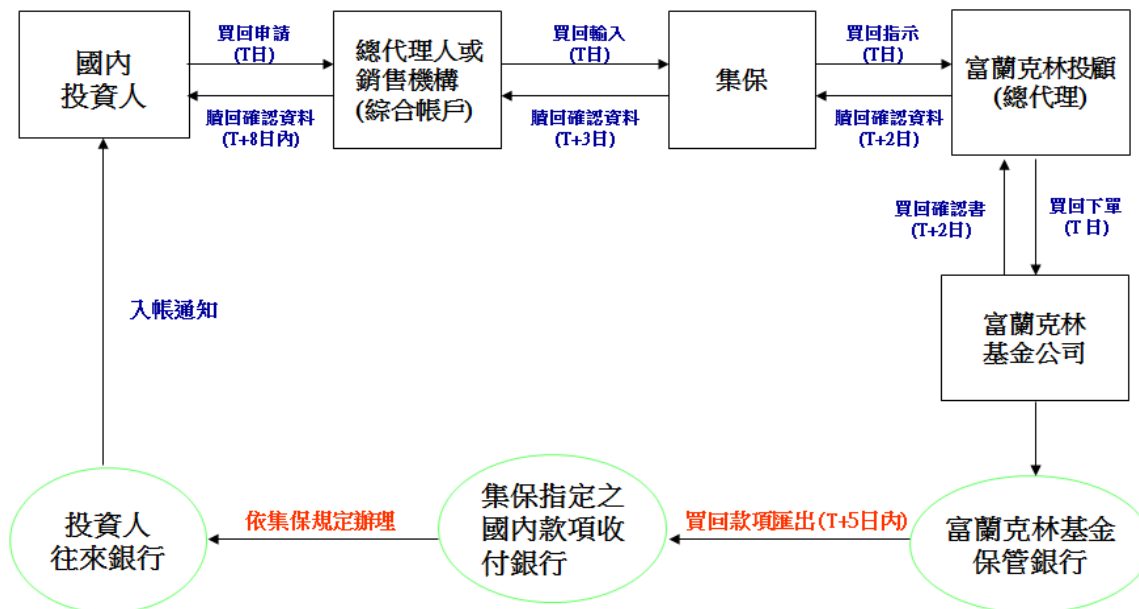 國內
投資人
買回申請
(T日)
贖回確認資料
(T+8日內)
總代理人或
銷售機構
(綜合帳戶)
買回輸入
(T日)
贖回確認資料
(T+3日)
集保
買回指示
(T日)
贖回確認資料
(T+2日)
富蘭克林投顧
(總代理)
買回確認書
(T+2日)
買回下單
(T 日)
入帳通知
富蘭克林
基金公司
投資人
往來銀行
依集保規定辦理
集保指定之
國內款項收
付銀行
買回款項匯出(T+5日內)
富蘭克林基金
保管銀行